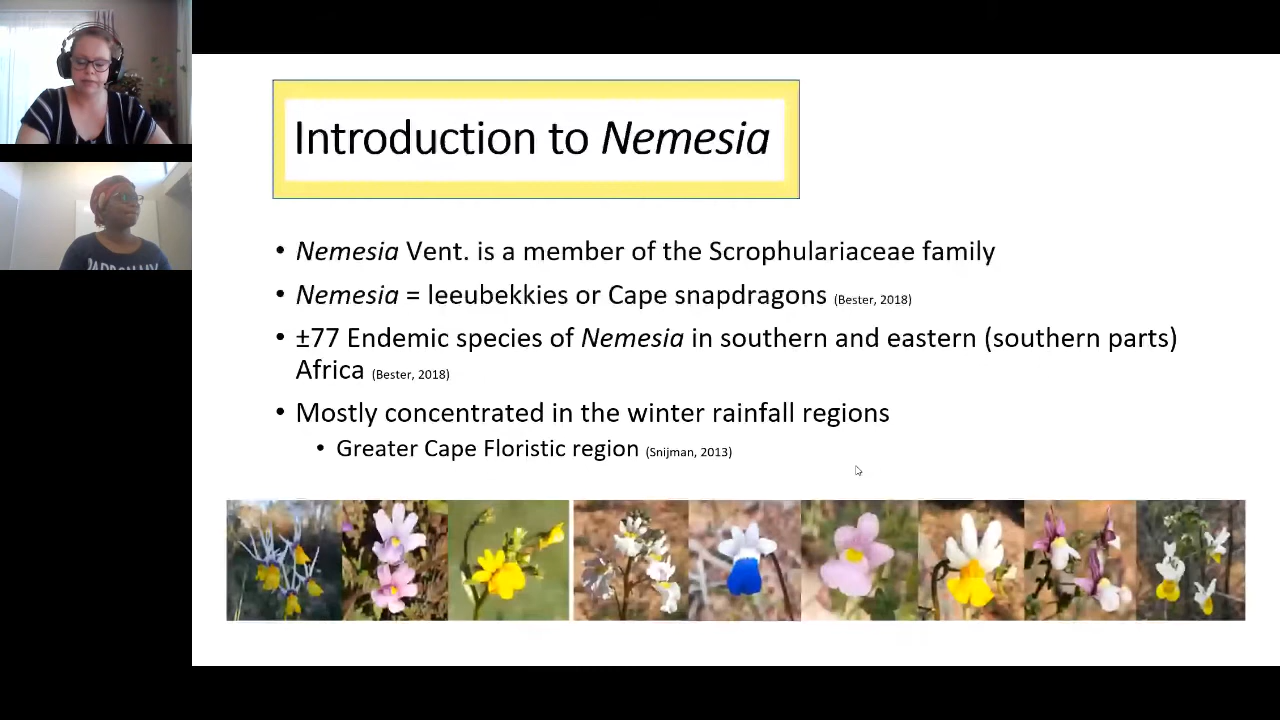 Introduction to Nemesia
• Nemesia Vent. is a member of the Scrophulariaceae family
• Nemesia = leeubekkies or Cape snapdragons (Bester, 2018)
• ±77 Endemic species of Nemesia in southern and eastern (southern parts)
Africa (Bester, 2018)
• Mostly concentrated in the winter rainfall regions
• Greater Cape Floristic region (Snijman, 2013)